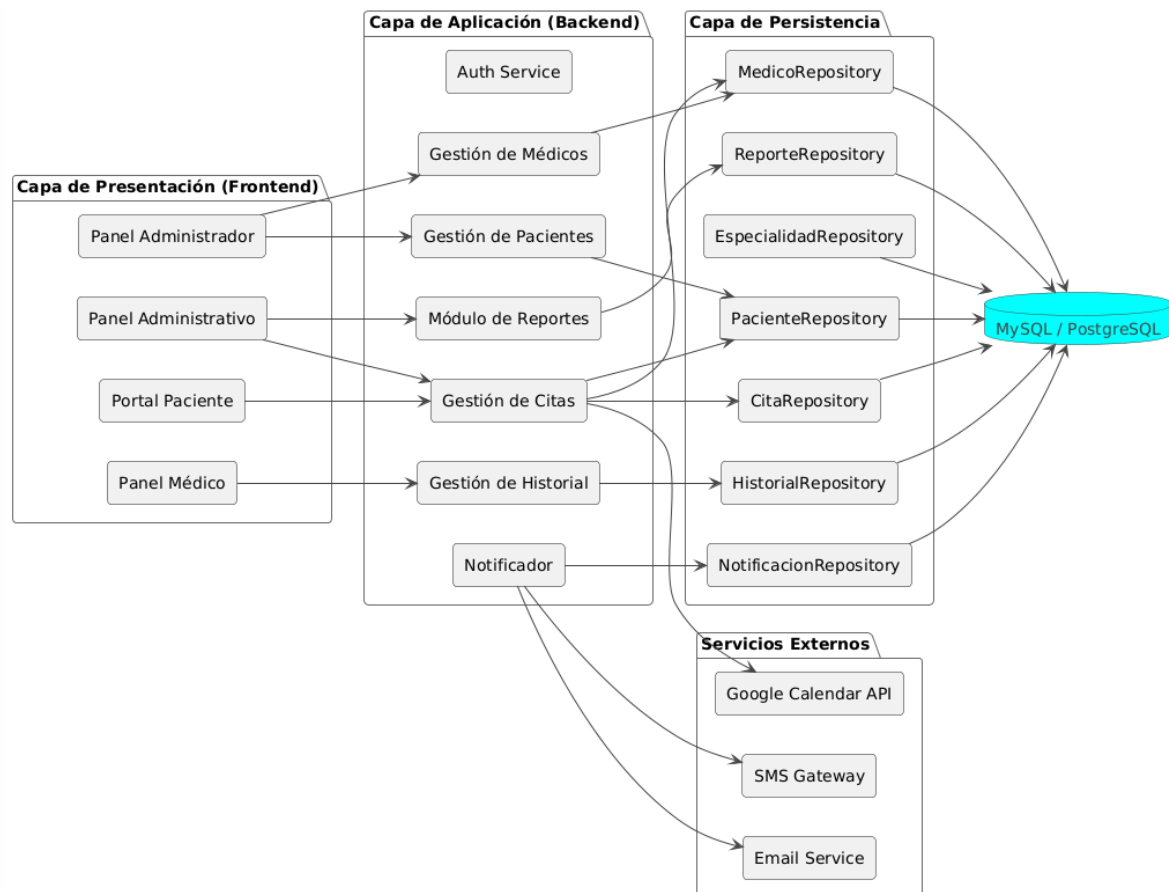 Capa de Presentación (Frontend)
Panel Administrador
Panel Administrativo
Portal Paciente
Panel Médico
Capa de Aplicación (Backend)
Auth Service
Gestión de Médicos
Gestión de Pacientes
Módulo de Reportes
Gestión de Citas
Gestión de Historial
Notificador
Capa de Persistencia
MedicoRepository
ReporteRepository
EspecialidadRepository
PacienteRepository
CitaRepository
HistorialRepository
NotificacionRepository
Servicios Externos
Google Calendar API
SMS Gateway
Email Service
MySQL / PostgreSQL